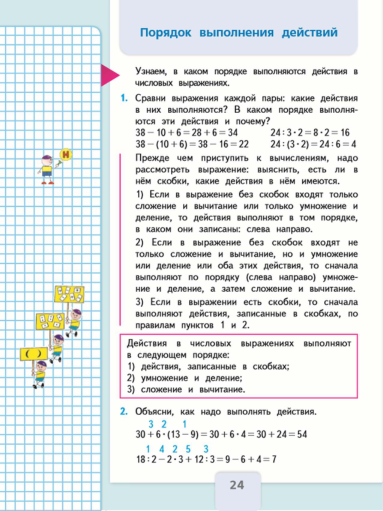 Порядок выполнения действий
Узнаем, в каком порядке выполняются действия в
числовых выражениях.
1. Сравни выражения каждой пары: какие действия
в них выполняются? В каком порядке выполня-
ются эти действия и почему?
38 − 10 + 6 = 28 + 6 = 34 24 : 3 · 2 = 8 · 2 = 16
38 − (10 + 6) = 38 − 16 = 22 24 : (3 · 2) = 24 : 6 = 4
Прежде чем приступить к вычислениям, надо
рассмотреть выражение: выяснить, есть ли в
нём скобки, какие действия в нём имеются.
1) Если в выражение без скобок входят только
сложение и вычитание или только умножение и
деление, то действия выполняют в том порядке,
в каком они записаны: слева направо.
2) Если в выражение без скобок входят не
только сложение и вычитание, но и умножение
или деление или оба этих действия, то сначала
выполняют по порядку (слева направо) умноже-
ние и деление, а затем сложение и вычитание.
3) Если в выражении есть скобки, то сначала
выполняют действия, записанные в скобках, по
правилам пунктов 1 и 2.
Действия в числовых выражениях выполняют
в следующем порядке:
1) действия, записанные в скобках;
2) умножение и деление;
3) сложение и вычитание.
2. Объясни, как надо выполнять действия.
3 2 1
30 + 6 · (13 − 9) = 30 + 6 · 4 = 30 + 24 = 54
1 4 2 5 3
18 : 2 − 2 · 3 + 12 : 3 = 9 − 6 + 4 = 7
24